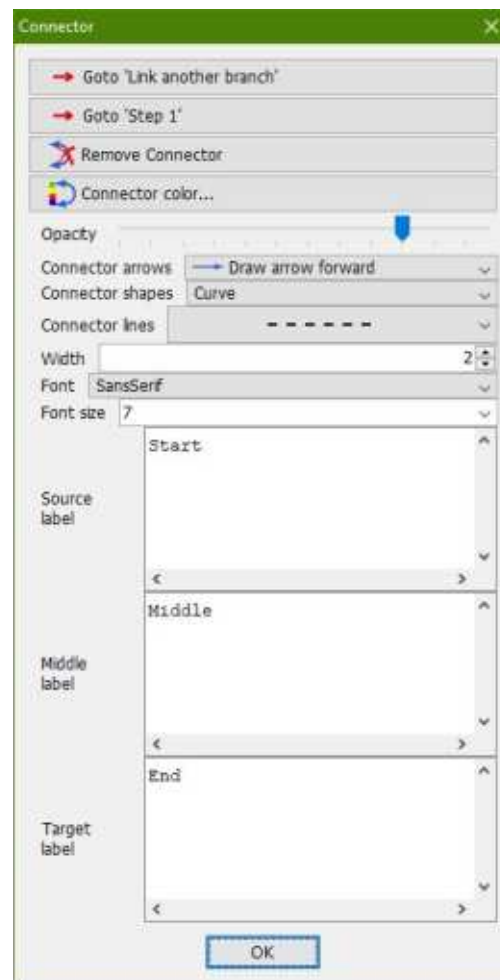 Connector
Goto 'Link another branch'
Goto 'Step 1'
Remove Connector
Connector color...
Opacity
Connector arrows Draw arrow forward
Connector shapes Curve
Connector lines
Width 2
Font SansSerif
Font size 7
Start
Source
label
Middle
Middle
label
End
Target
label
OK